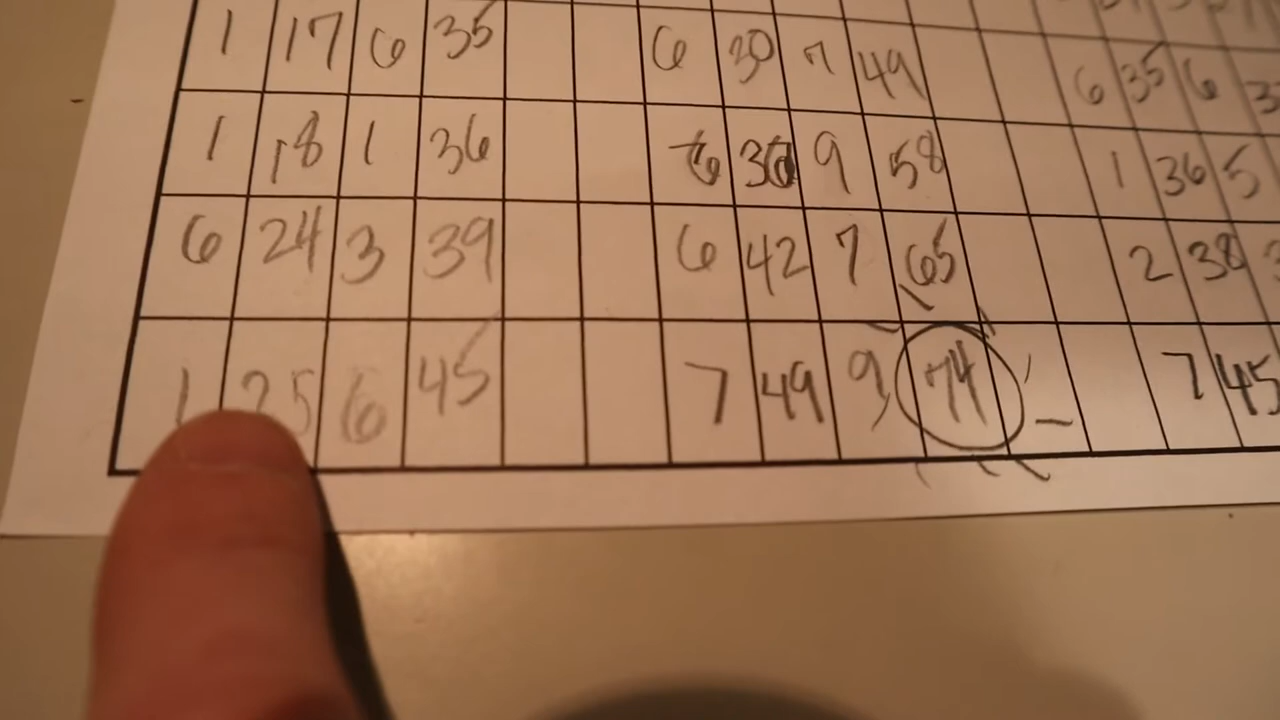 1 17 6 35 6 30 7 49 6 35 6
1 18 1 36 6 36 9 58 1 36 5
6 24 3 39 6 42 7 65 2 38
1 25 6 45 7 49 9 74 7 45